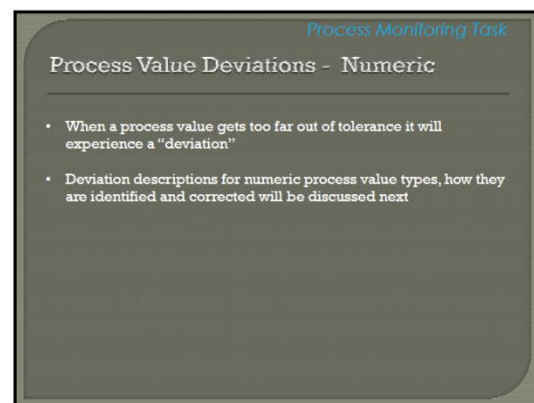 Process Monitoring Task
Process Value Deviations - Numeric
• When a process value gets too far out of tolerance it will
experience a “deviation”
• Deviation descriptions for numeric process value types, how they
are identified and corrected will be discussed next